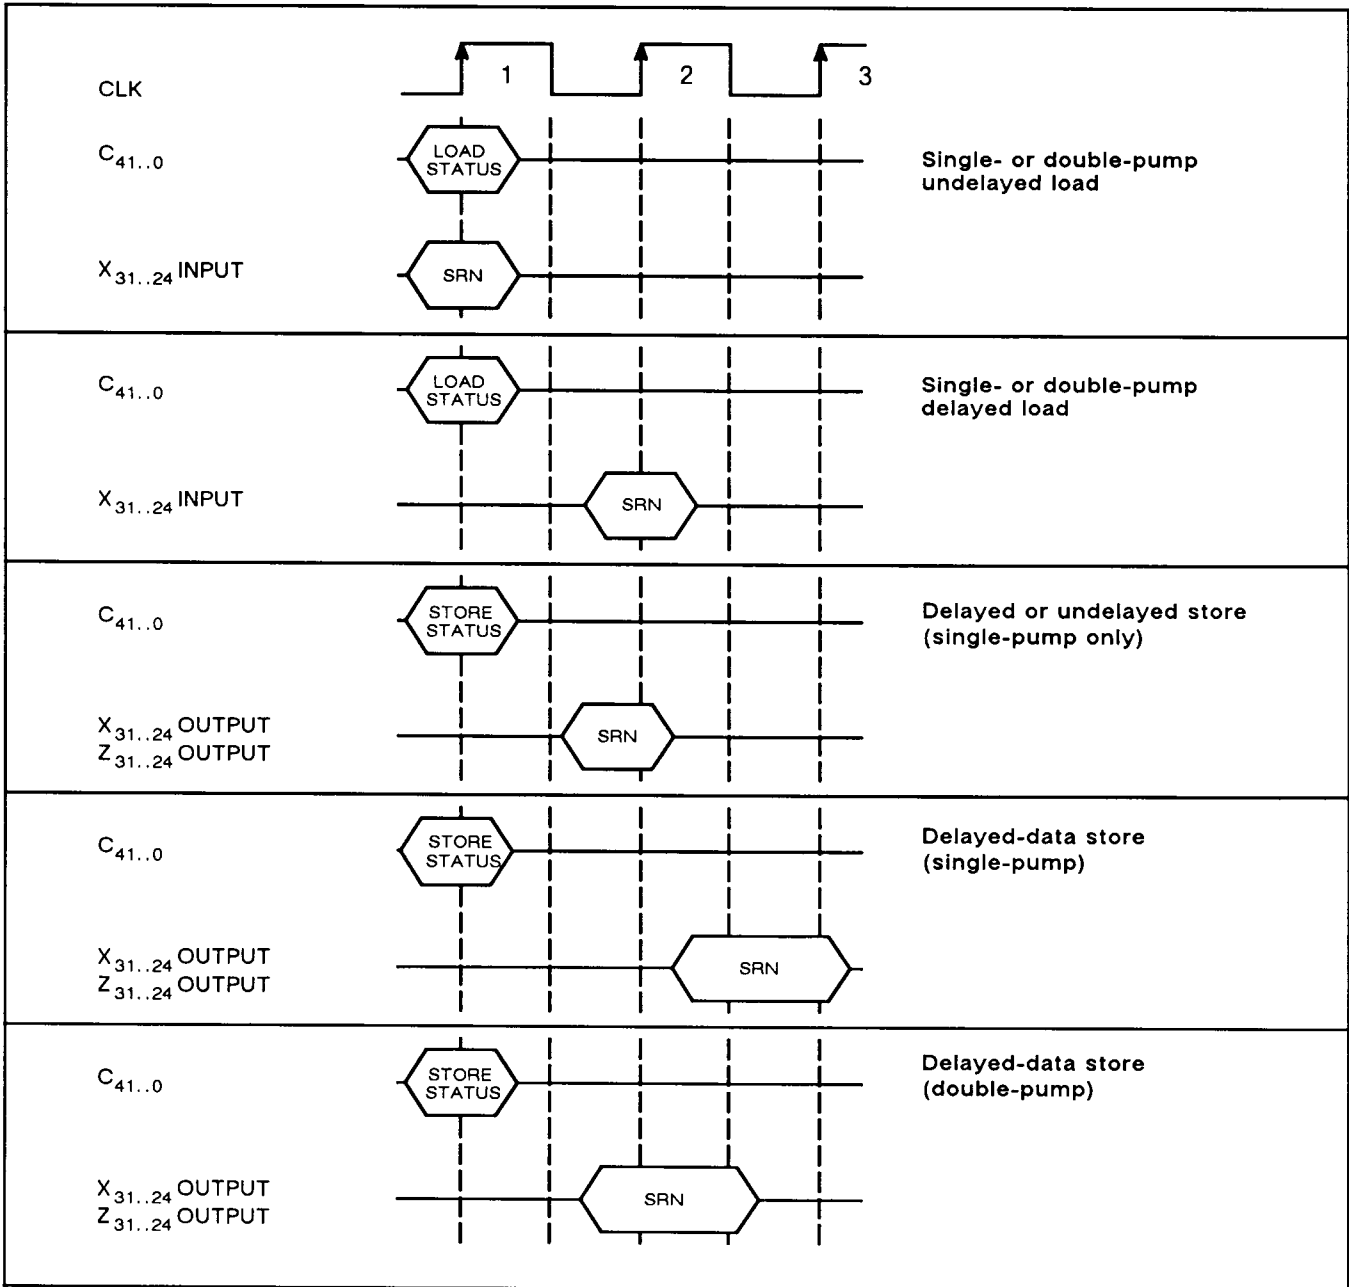 1
2
3
CLK
C41..0
LOAD
STATUS
Single- or double-pump
undelayed load
X31..24 INPUT
SRN
C41..0
LOAD
STATUS
Single- or double-pump
delayed load
X31..24 INPUT
SRN
C41..0
STORE
STATUS
Delayed or undelayed store
(single-pump only)
X31..24 OUTPUT
Z31..24 OUTPUT
SRN
C41..0
STORE
STATUS
Delayed-data store
(single-pump)
X31..24 OUTPUT
Z31..24 OUTPUT
SRN
C41..0
STORE
STATUS
Delayed-data store
(double-pump)
X31..24 OUTPUT
Z31..24 OUTPUT
SRN